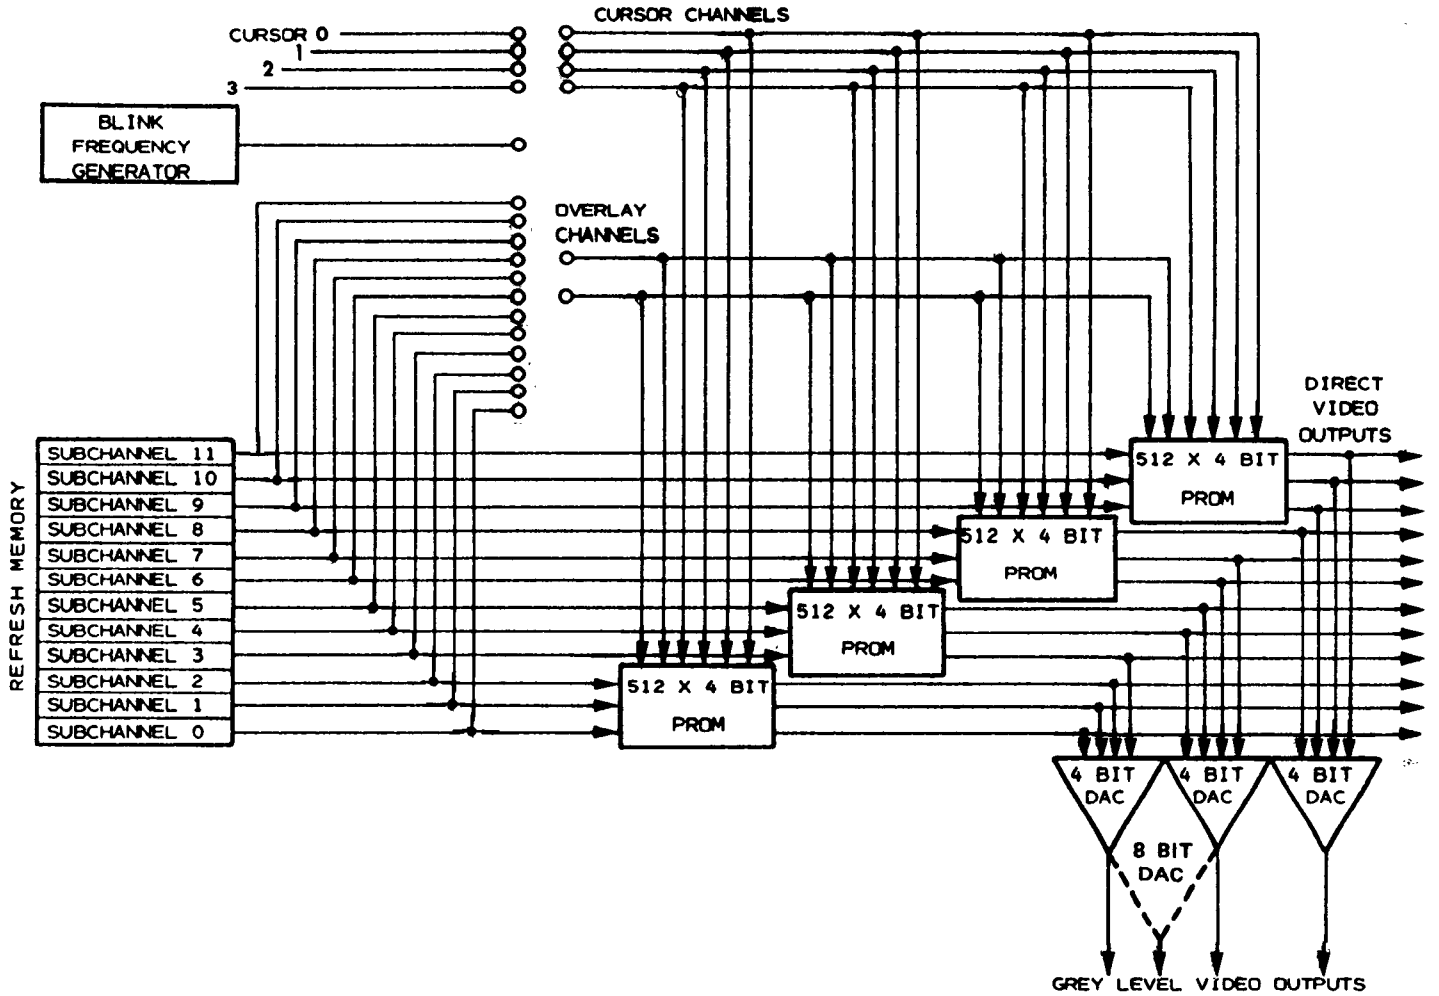 CURSOR CHANNELS
CURSOR 0
1
2
3
BLINK
FREQUENCY
GENERATOR
OVERLAY
CHANNELS
DIRECT
VIDEO
OUTPUTS
REFRESH MEMORY
SUBCHANNEL 11
SUBCHANNEL 10
SUBCHANNEL 9
SUBCHANNEL 8
SUBCHANNEL 7
SUBCHANNEL 6
SUBCHANNEL 5
SUBCHANNEL 4
SUBCHANNEL 3
SUBCHANNEL 2
SUBCHANNEL 1
SUBCHANNEL 0
512 X 4 BIT
PROM
512 X 4 BIT
PROM
512 X 4 BIT
PROM
512 X 4 BIT
PROM
4 BIT
DAC
4 BIT
DAC
4 BIT
DAC
8 BIT
DAC
GREY LEVEL VIDEO OUTPUTS